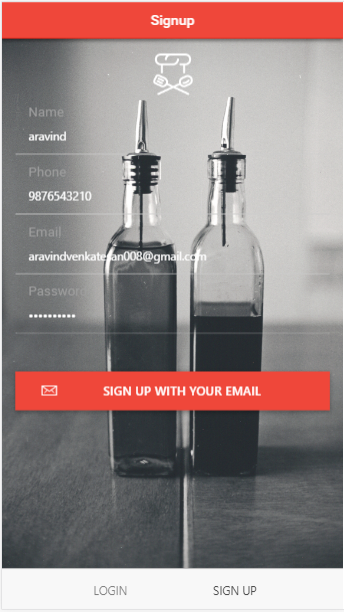 Signup
Name
aravind
Phone
9876543210
Email
aravindvenkatesan008@gmail.com
Password
••••••••••
SIGN UP WITH YOUR EMAIL
LOGIN SIGN UP